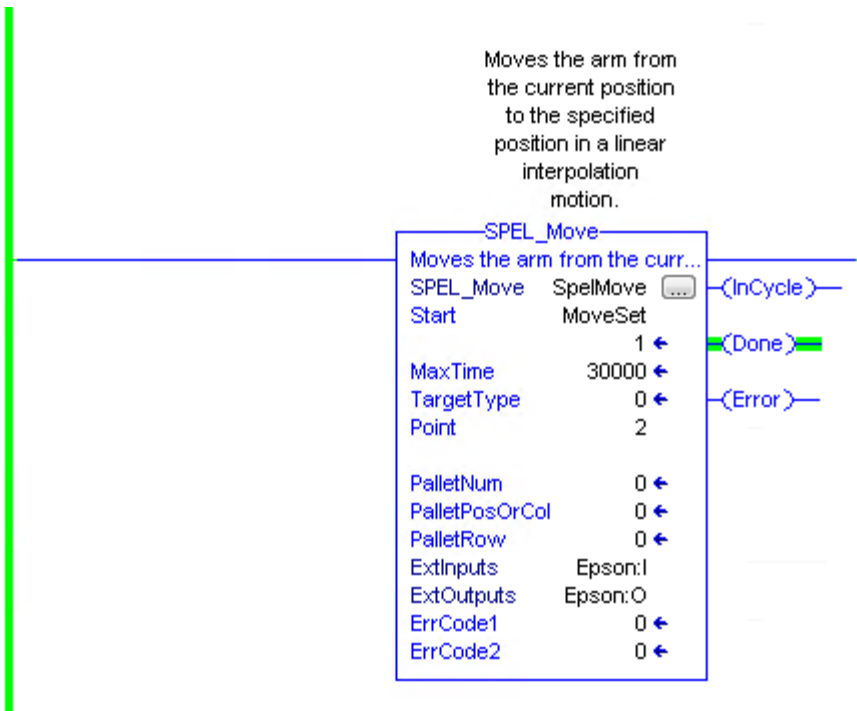 Moves the arm from
the current position
to the specified
position in a linear
interpolation
motion.
SPEL_Move
Moves the arm from the curr...
SPEL_Move SpelMove ... (InCycle)
Start MoveSet
1 (Done)
MaxTime 30000
TargetType 0 (Error)
Point 2
PalletNum 0
PalletPosOrCol 0
PalletRow 0
ExtInputs Epson:I
ExtOutputs Epson:O
ErrCode1 0
ErrCode2 0